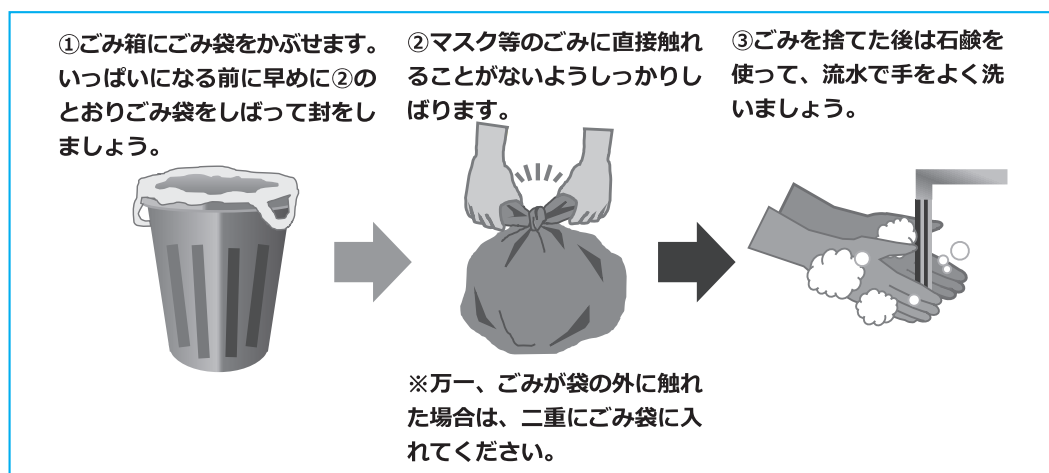 ①ごみ箱にごみ袋をかぶせます。
いっぱいになる前に早めに②の
とおりごみ袋をしばって封をし
ましょう。
②マスク等のごみに直接触れ
ることがないようしっかりし
ばります。
③ごみを捨てた後は石鹸を
使って、流水で手をよく洗
いましょう。
※万一、ごみが袋の外に触れ
た場合は、二重にごみ袋に入
れてください。